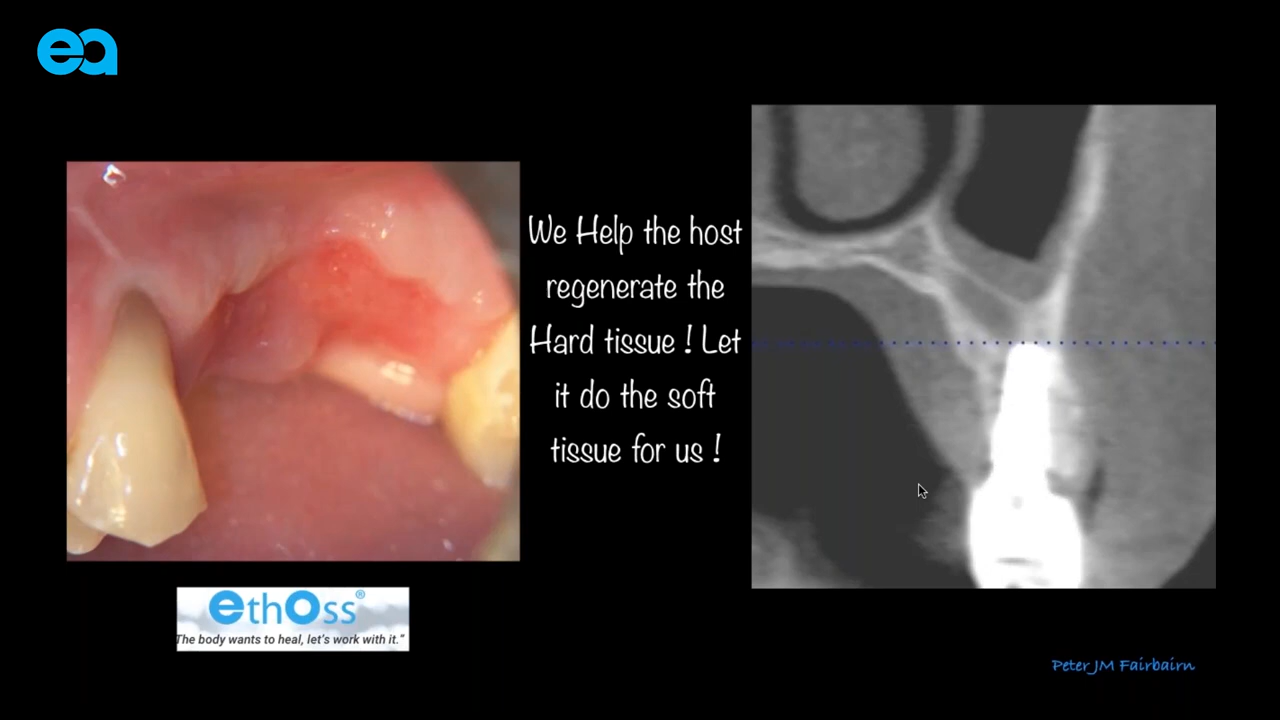 ea
We Help the host
regenerate the
Hard tissue ! Let
it do the soft
tissue for us !
ethOss®
The body wants to heal, let's work with it."
Peter JM Fairbairn